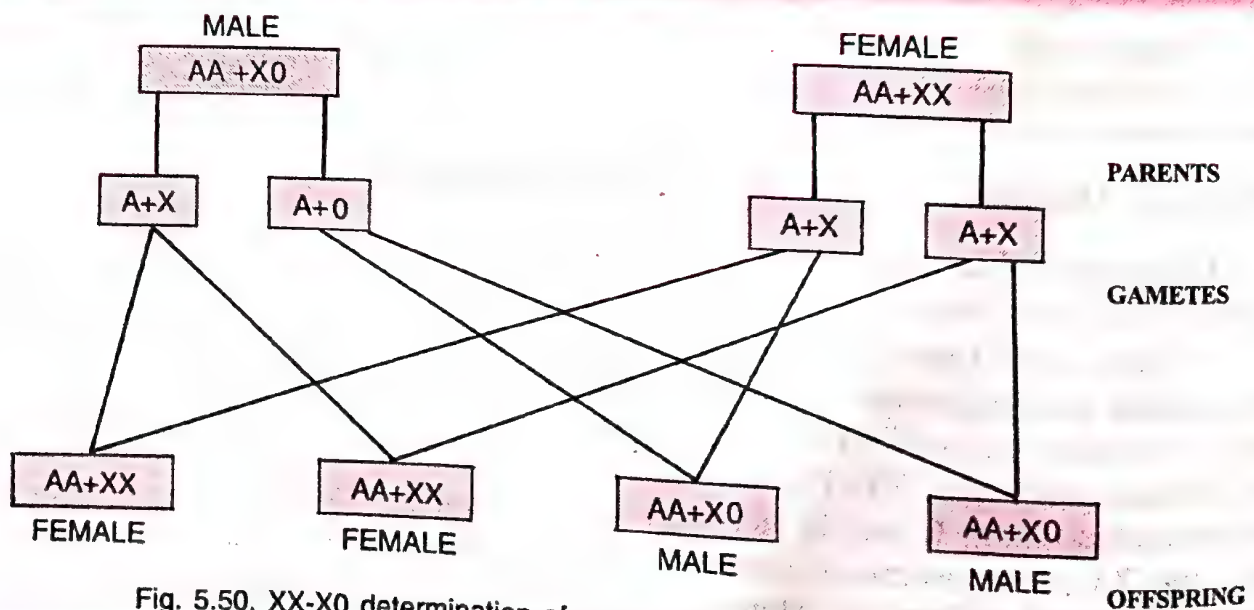 MALE
AA +X0
FEMALE
AA+XX
PARENTS
A+X
A+0
A+X
A+X
GAMETES
AA+XX
FEMALE
AA+XX
FEMALE
AA+X0
MALE
AA+X0
MALE
OFFSPRING
Fig. 5.50. XX-X0 determination of